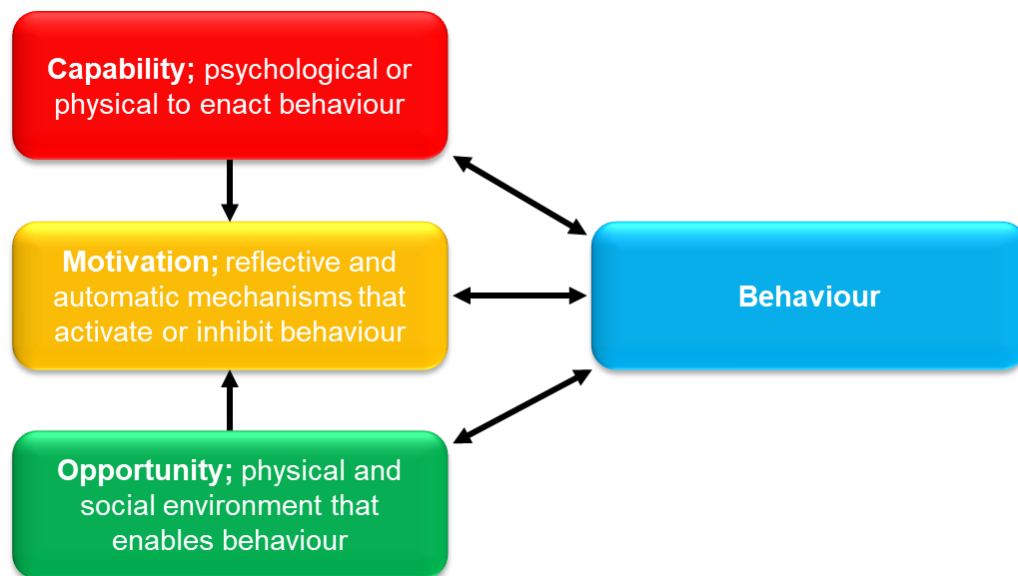 Capability; psychological or
physical to enact behaviour
Motivation; reflective and
automatic mechanisms that
activate or inhibit behaviour
Behaviour
Opportunity; physical and
social environment that
enables behaviour